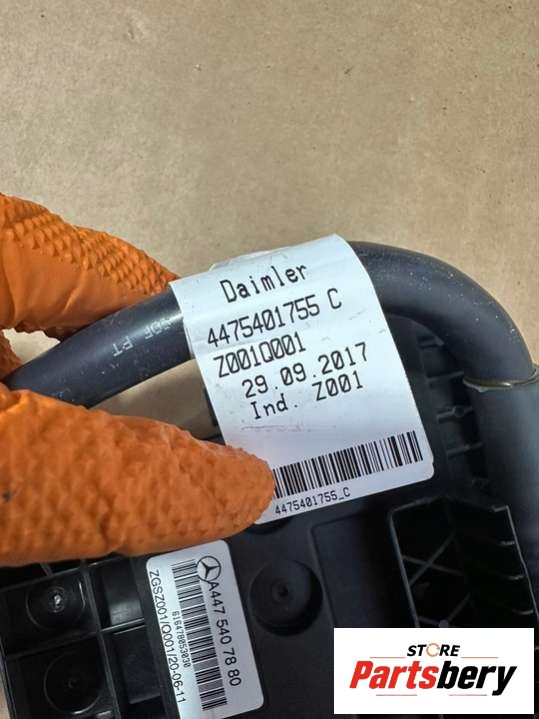 Daimler
4475401755 C
Z001Q001
29.09.2017
Ind. Z001
4475401755_C
A447 540 78 80
616478053030
ZGSZ001/Q001/20-06-11
STORE
Partsbery